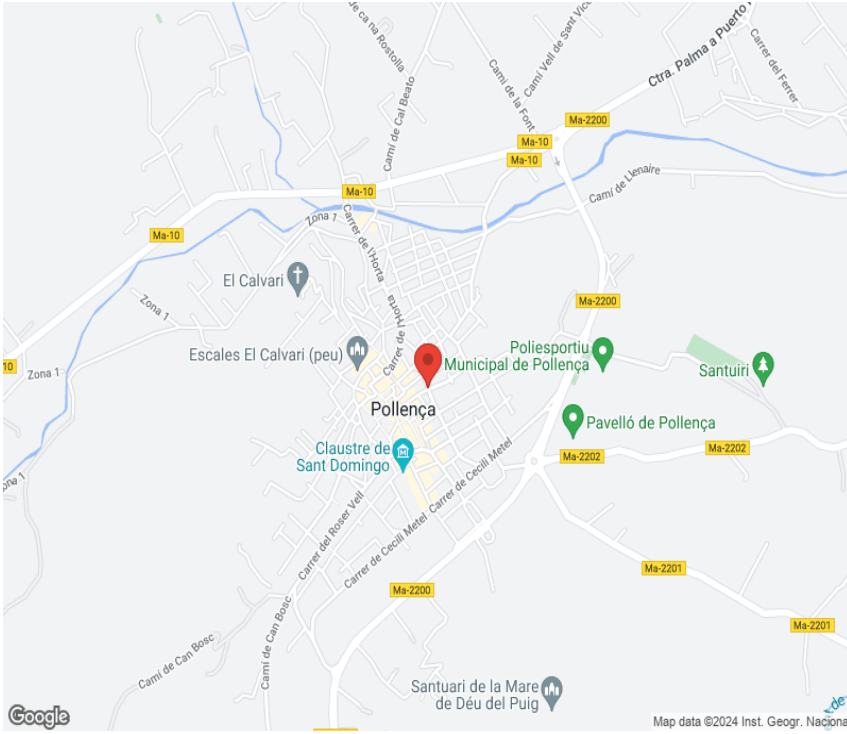 de ca na Rostolla
Camí de Cal Beato
Camí de la Font
Camí Vell de Sant Vice
Ctra. Palma a Puerto
Carrer del Ferrer
Ma-2200
Ma-10
Ma-10
Camí de Llenaire
Ma-10
Zona 1
Carrer de l'Horta
Ma-10
El Calvari
Ma-2200
Zona 1
Carrer de l'Horta
Escales El Calvari (peu)
Poliesportiu
Municipal de Pollença
10
Zona 1
Santuiri
Pollença
Pavelló de Pollença
Claustre de
Sant Domingo
Ma-2202
Ma-2202
Zona 1
Carrer del Roser Vell
Carrer de Cecili Metel
Carrer de Cecili Metel
Ma-2200
Ma-2201
Ma-2201
Camí de Can Bosc
Camí de Can Bosc
Santuari de la Mare
de Déu del Puig
Google
Map data ©2024 Inst. Geogr. Naciona